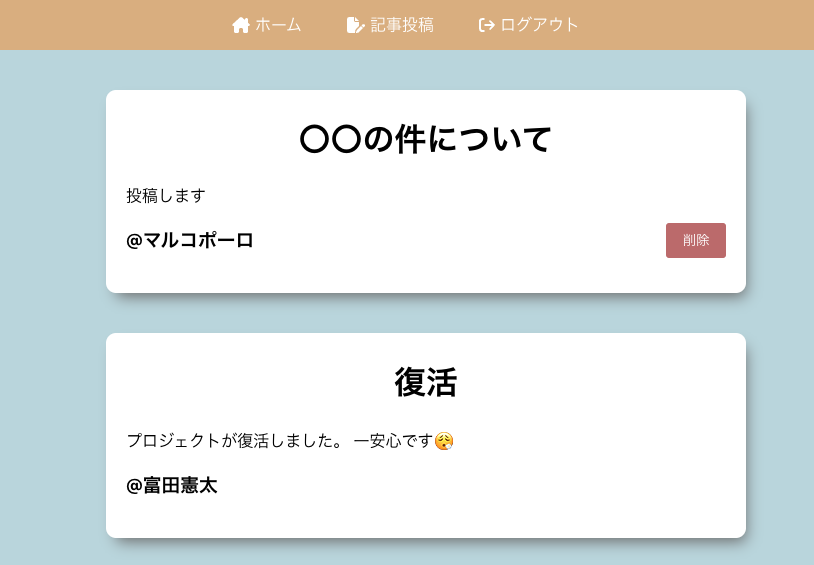 ホーム 記事投稿 ログアウト
〇〇の件について
投稿します
@マルコポーロ 削除
復活
プロジェクトが復活しました。 一安心です😮‍💨
@富田憲太